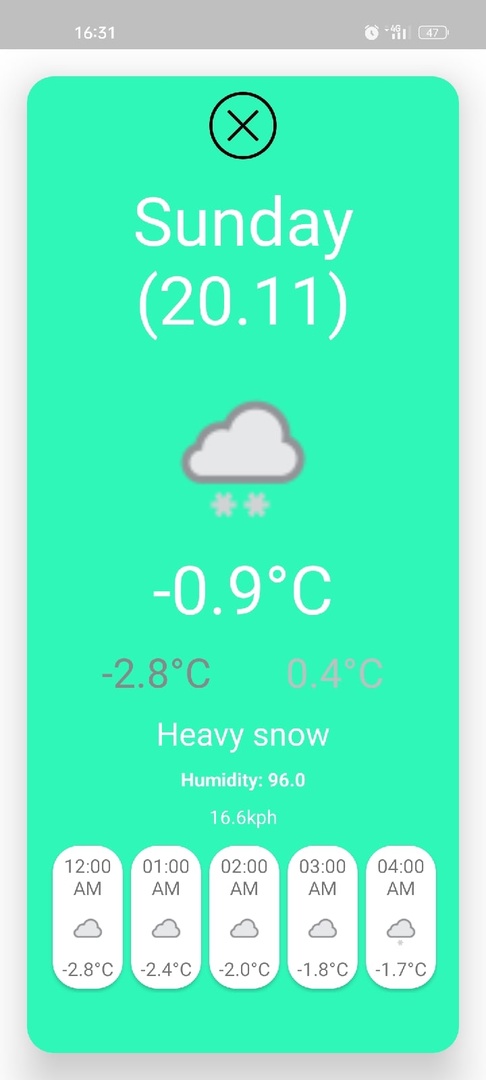 16:31
4G
47
Sunday
(20.11)
-0.9°C
-2.8°C 0.4°C
Heavy snow
Humidity: 96.0
16.6kph
12:00 01:00 02:00 03:00 04:00
AM AM AM AM AM
-2.8°C -2.4°C -2.0°C -1.8°C -1.7°C